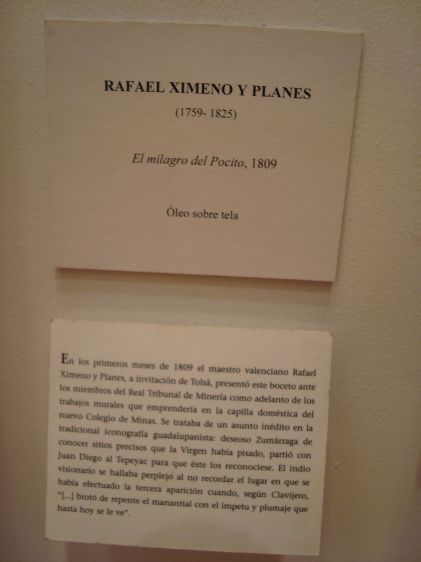 RAFAEL XIMENO Y PLANES
(1759- 1825)
El milagro del Pocito, 1809
Óleo sobre tela
En los primeros meses de 1809 el maestro valenciano Rafael
Ximeno y Planes, a invitación de Tolsá, presentó este boceto ante
los miembros del Real Tribunal de Minería como adelanto de los
trabajos murales que emprendería en la capilla doméstica del
nuevo Colegio de Minas. Se trataba de un asunto inédito en la
tradicional iconografía guadalupanista: deseoso Zumárraga de
conocer sitios precisos que la Virgen había pisado, partió con
Juan Diego al Tepeyac para que éste los reconociese. El indio
visionario se hallaba perplejo al no recordar el lugar en que se
había efectuado la tercera aparición cuando, según Clavijero,
"[...] brotó de repente el manantial con el ímpetu y plumaje que
hasta hoy se le ve".